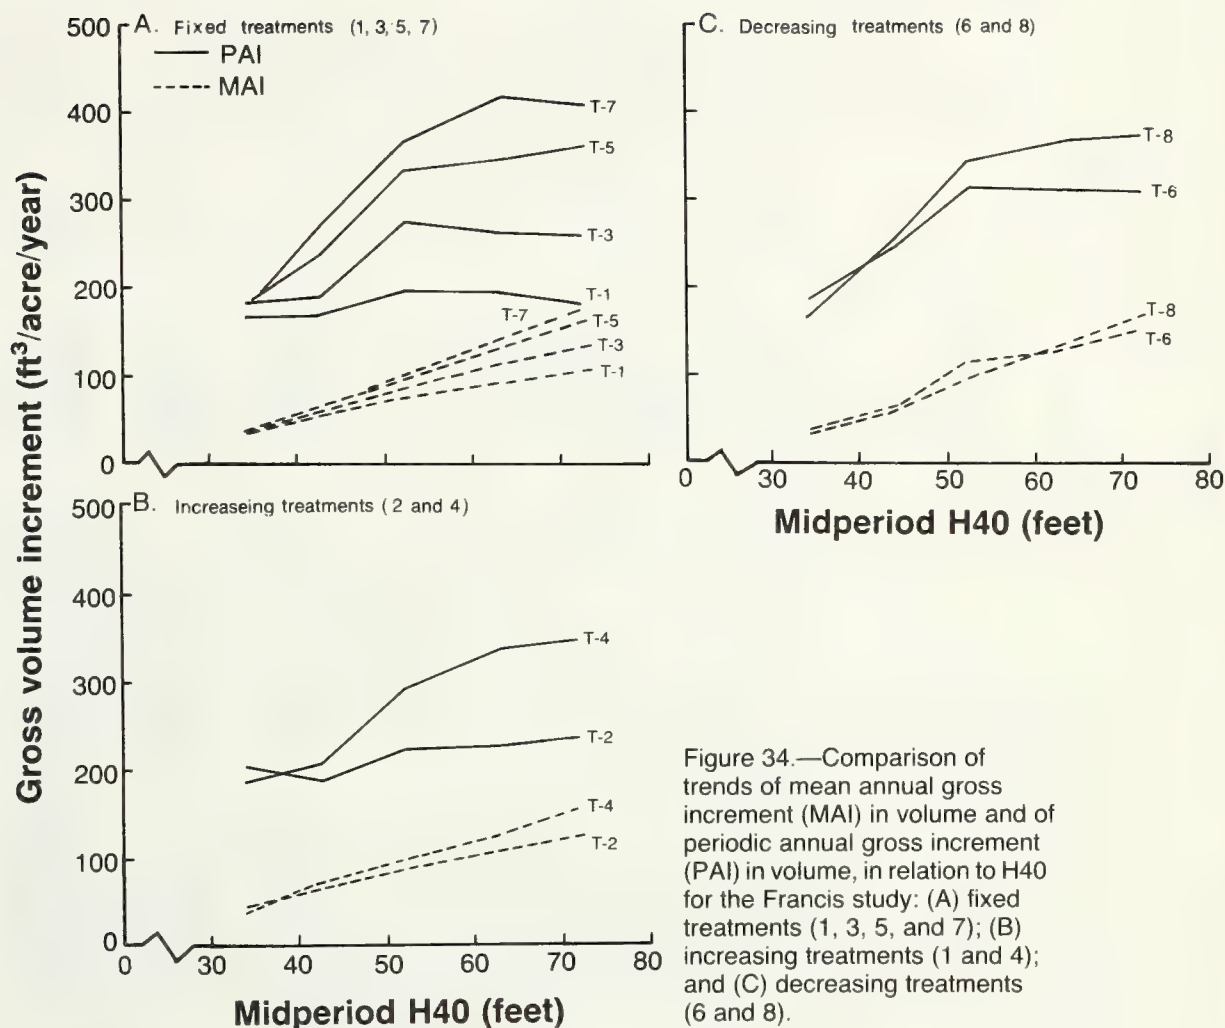 Gross volume increment (ft³/acre/year)
A. Fixed treatments (1, 3, 5, 7)
PAI
MAI
500
400
300
200
100
0
T-7
T-5
T-3
T-1
T-7
T-5
T-3
T-1
C. Decreasing treatments (6 and 8)
T-8
T-6
T-8
T-6
0 30 40 50 60 70 80
Midperiod H40 (feet)
B. Increaseing treatments (2 and 4)
500
400
300
200
100
0
T-4
T-2
T-4
T-2
0 30 40 50 60 70 80
Midperiod H40 (feet)
Figure 34.—Comparison of
trends of mean annual gross
increment (MAI) in volume and of
periodic annual gross increment
(PAI) in volume, in relation to H40
for the Francis study: (A) fixed
treatments (1, 3, 5, and 7); (B)
increasing treatments (1 and 4);
and (C) decreasing treatments
(6 and 8).